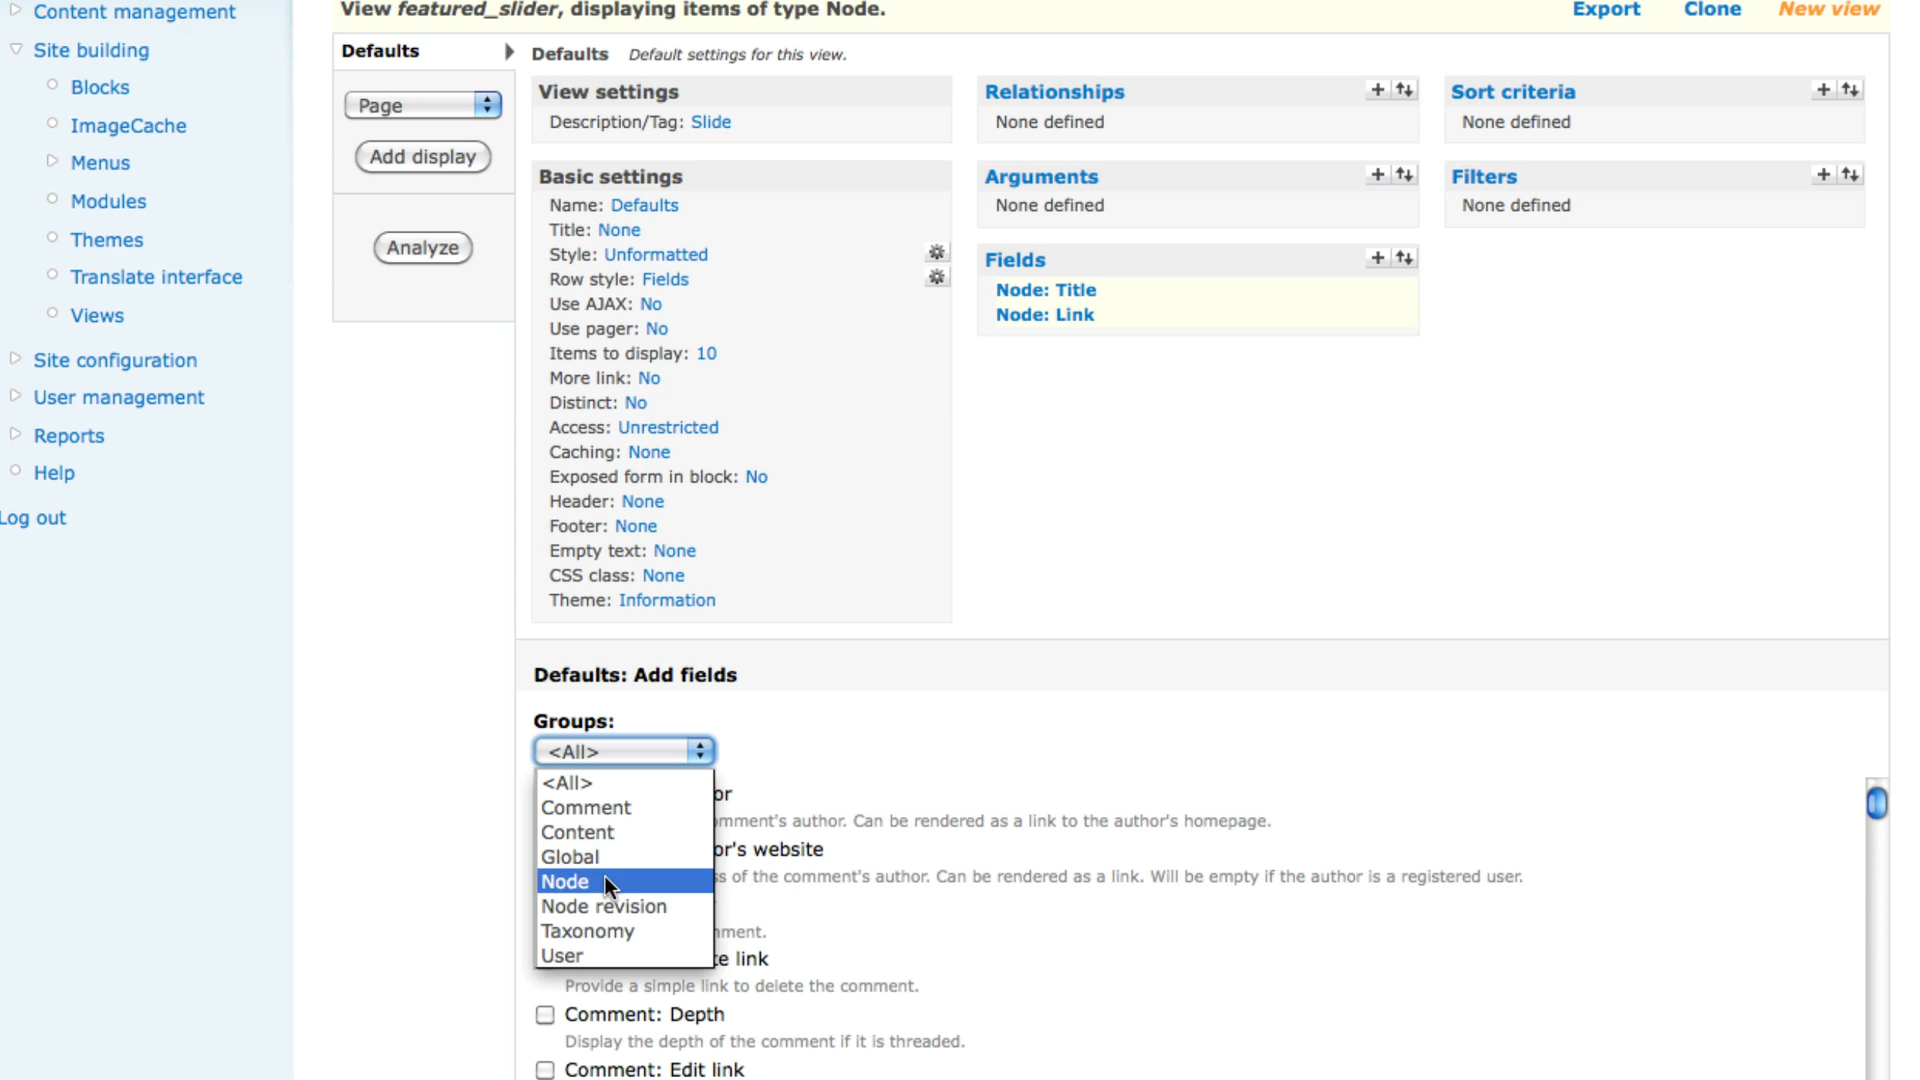 Content management
Site building
Blocks
ImageCache
Menus
Modules
Themes
Translate interface
Views
Site configuration
User management
Reports
Help
Log out
View featured_slider, displaying items of type Node.
Export Clone New view
Defaults
Page
Add display
Analyze
Defaults Default settings for this view.
View settings
Description/Tag: Slide
Basic settings
Name: Defaults
Title: None
Style: Unformatted
Row style: Fields
Use AJAX: No
Use pager: No
Items to display: 10
More link: No
Distinct: No
Access: Unrestricted
Caching: None
Exposed form in block: No
Header: None
Footer: None
Empty text: None
CSS class: None
Theme: Information
Relationships
None defined
Arguments
None defined
Fields
Node: Title
Node: Link
Sort criteria
None defined
Filters
None defined
Defaults: Add fields
Groups:
<All>
<All>
Comment
Content
Global
Node
Node revision
Taxonomy
User
or
omment's author. Can be rendered as a link to the author's homepage.
or's website
ss of the comment's author. Can be rendered as a link. Will be empty if the author is a registered user.
mment.
te link
Provide a simple link to delete the comment.
Comment: Depth
Display the depth of the comment if it is threaded.
Comment: Edit link